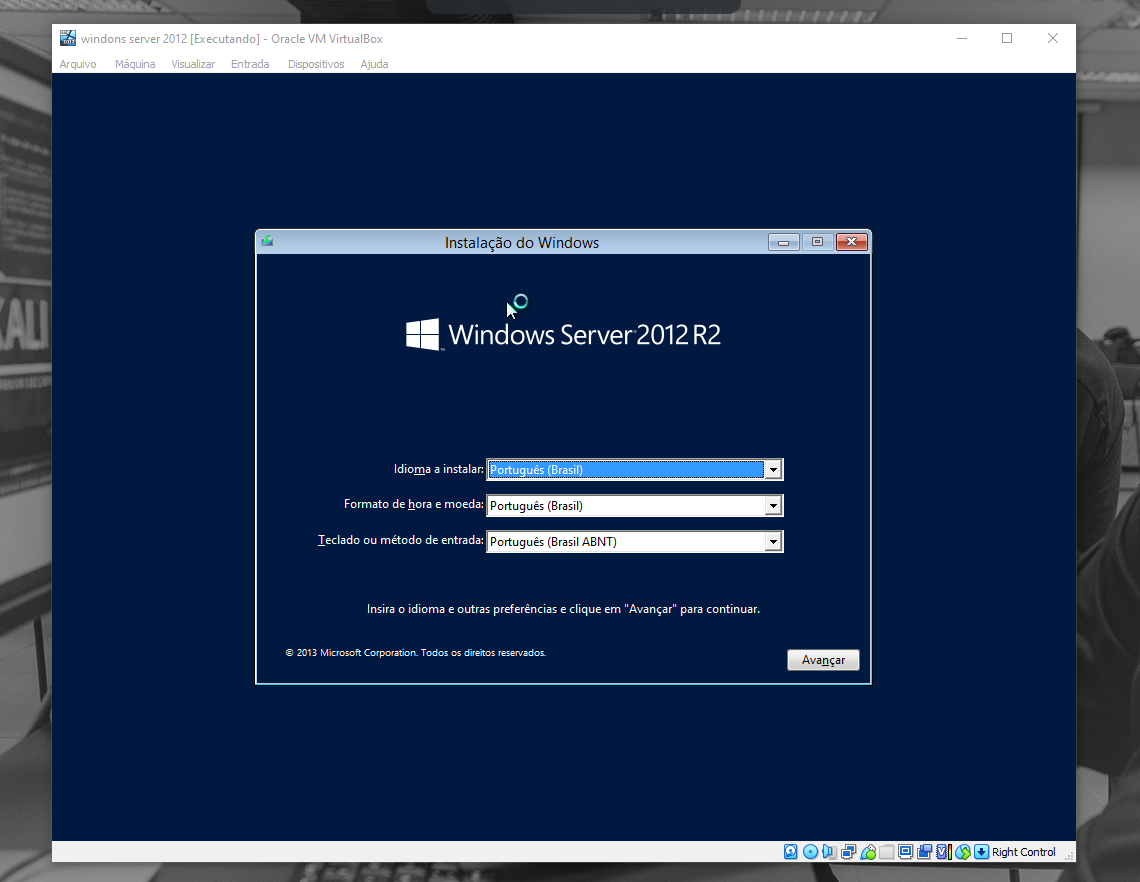 windons server 2012 [Executando] - Oracle VM VirtualBox
Arquivo Máquina Visualizar Entrada Dispositivos Ajuda
Instalação do Windows
Windows Server 2012 R2
Idioma a instalar: Português (Brasil)
Formato de hora e moeda: Português (Brasil)
Teclado ou método de entrada: Português (Brasil ABNT)
Insira o idioma e outras preferências e clique em "Avançar" para continuar.
© 2013 Microsoft Corporation. Todos os direitos reservados.
Avançar
Right Control
KALI